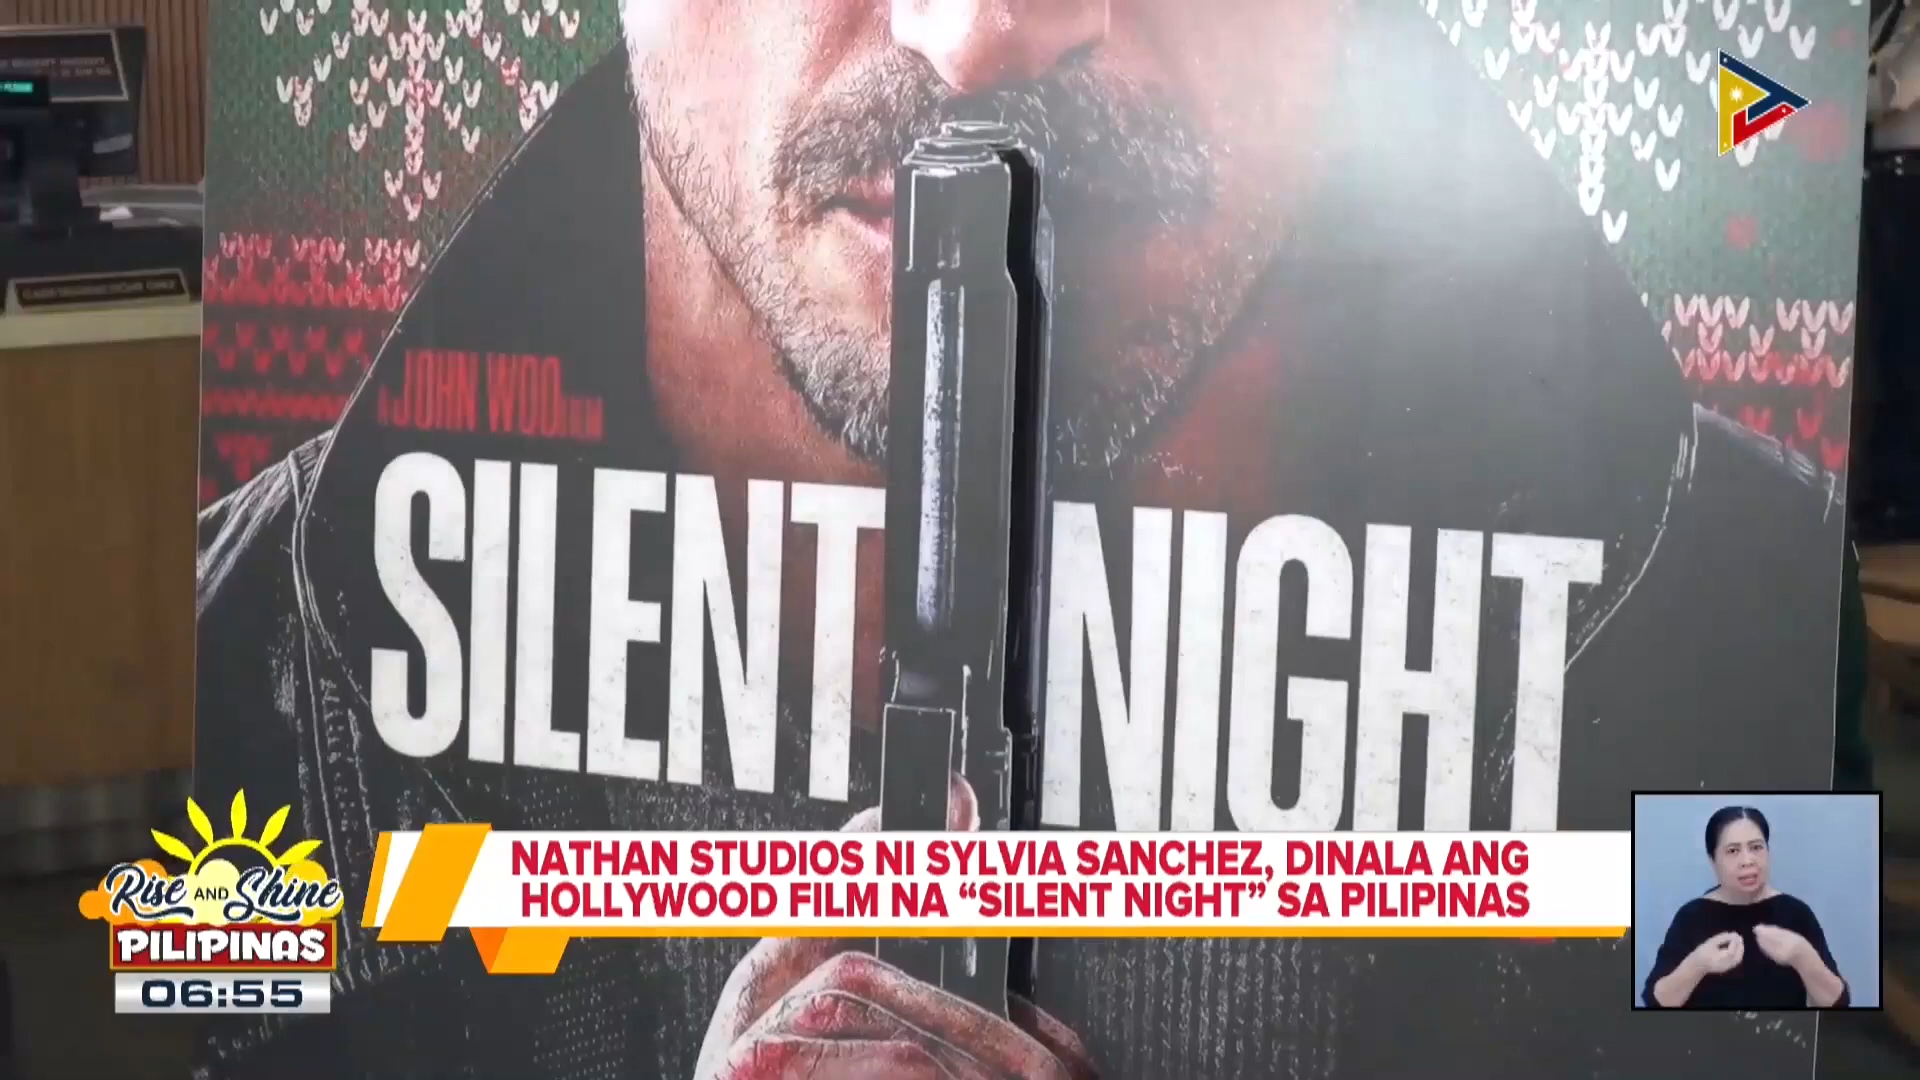 A JOHN WOO FILM
SILENT NIGHT
NATHAN STUDIOS NI SYLVIA SANCHEZ, DINALA ANG
HOLLYWOOD FILM NA “SILENT NIGHT” SA PILIPINAS
Rise AND Shine
PILIPINAS
06:55